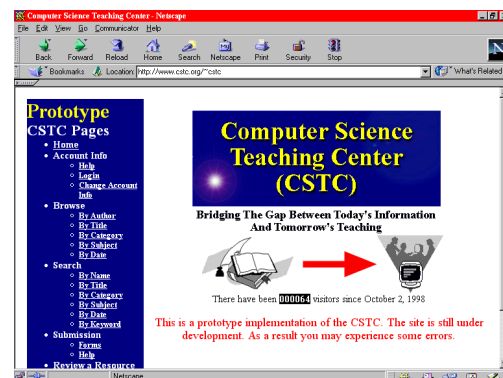 Computer Science Teaching Center - Netscape
File Edit View Go Communicator Help
Back Forward Reload Home Search Netscape Print Security Stop
Bookmarks Location: http://www.cstc.org/~cstc What's Related
Prototype
CSTC Pages
Home
Account Info
Help
Login
Change Account
Info
Browse
By Author
By Title
By Category
By Subject
By Date
Search
By Name
By Title
By Category
By Subject
By Date
By Keyword
Submission
Forms
Help
Review a Resource
Computer Science
Teaching Center
(CSTC)
Bridging The Gap Between Today's Information
And Tomorrow's Teaching
There have been 000064 visitors since October 2, 1998
This is a prototype implementation of the CSTC. The site is still under
development. As a result you may experience some errors.
Netscape